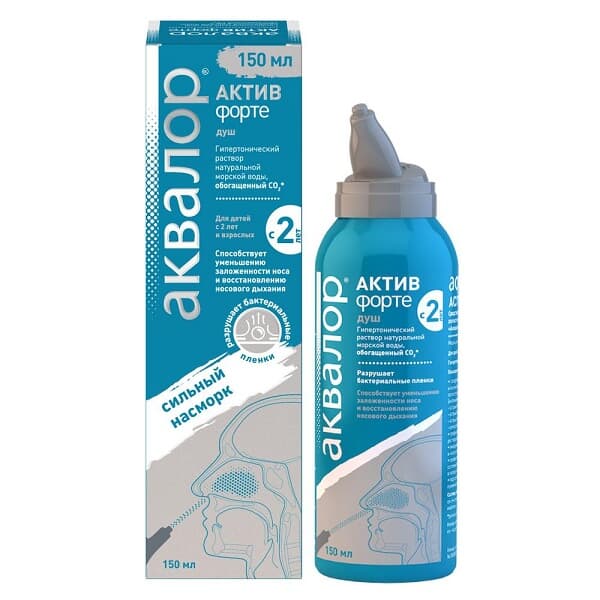 аквалор
АКТИВ форте
150 мл
аквалор®
АКТИВ
форте
душ
Гипертонический
раствор
натуральной
морской воды,
обогащенный CO₂*
Для детей
с 2 лет
и взрослых
с 2 лет
Способствует
уменьшению
заложенности носа
и восстановлению
носового дыхания
разрушает бактериальные
пленки
сильный
насморк
150 мл
аквалор®
АКТИВ
форте
душ
с 2 лет
Гипертонический
раствор натуральной
морской воды,
обогащенный CO₂*
Разрушает
бактериальные пленки
Способствует уменьшению
заложенности носа
и восстановлению
носового дыхания
150 мл